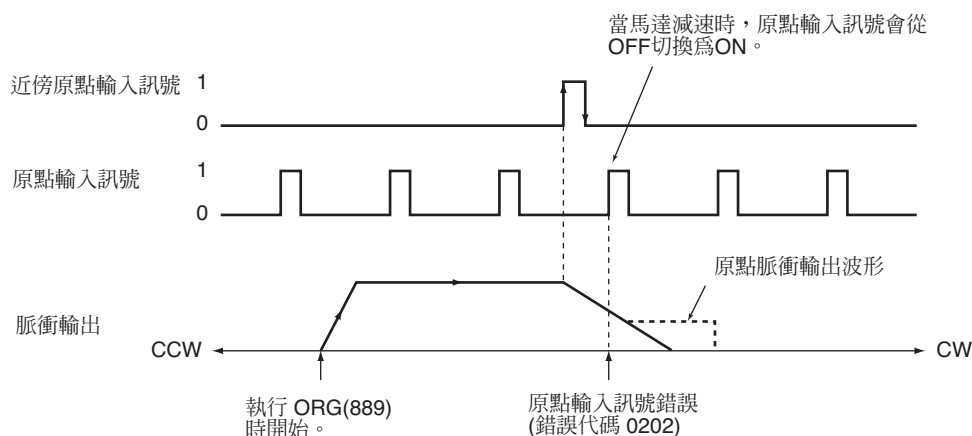 當馬達減速時，原點輸入訊號會從
OFF切換爲ON。
近傍原點輸入訊號
1
0
原點輸入訊號
1
0
原點脈衝輸出波形
脈衝輸出
CCW
CW
執行 ORG(889)
時開始。
原點輸入訊號錯誤
(錯誤代碼 0202)